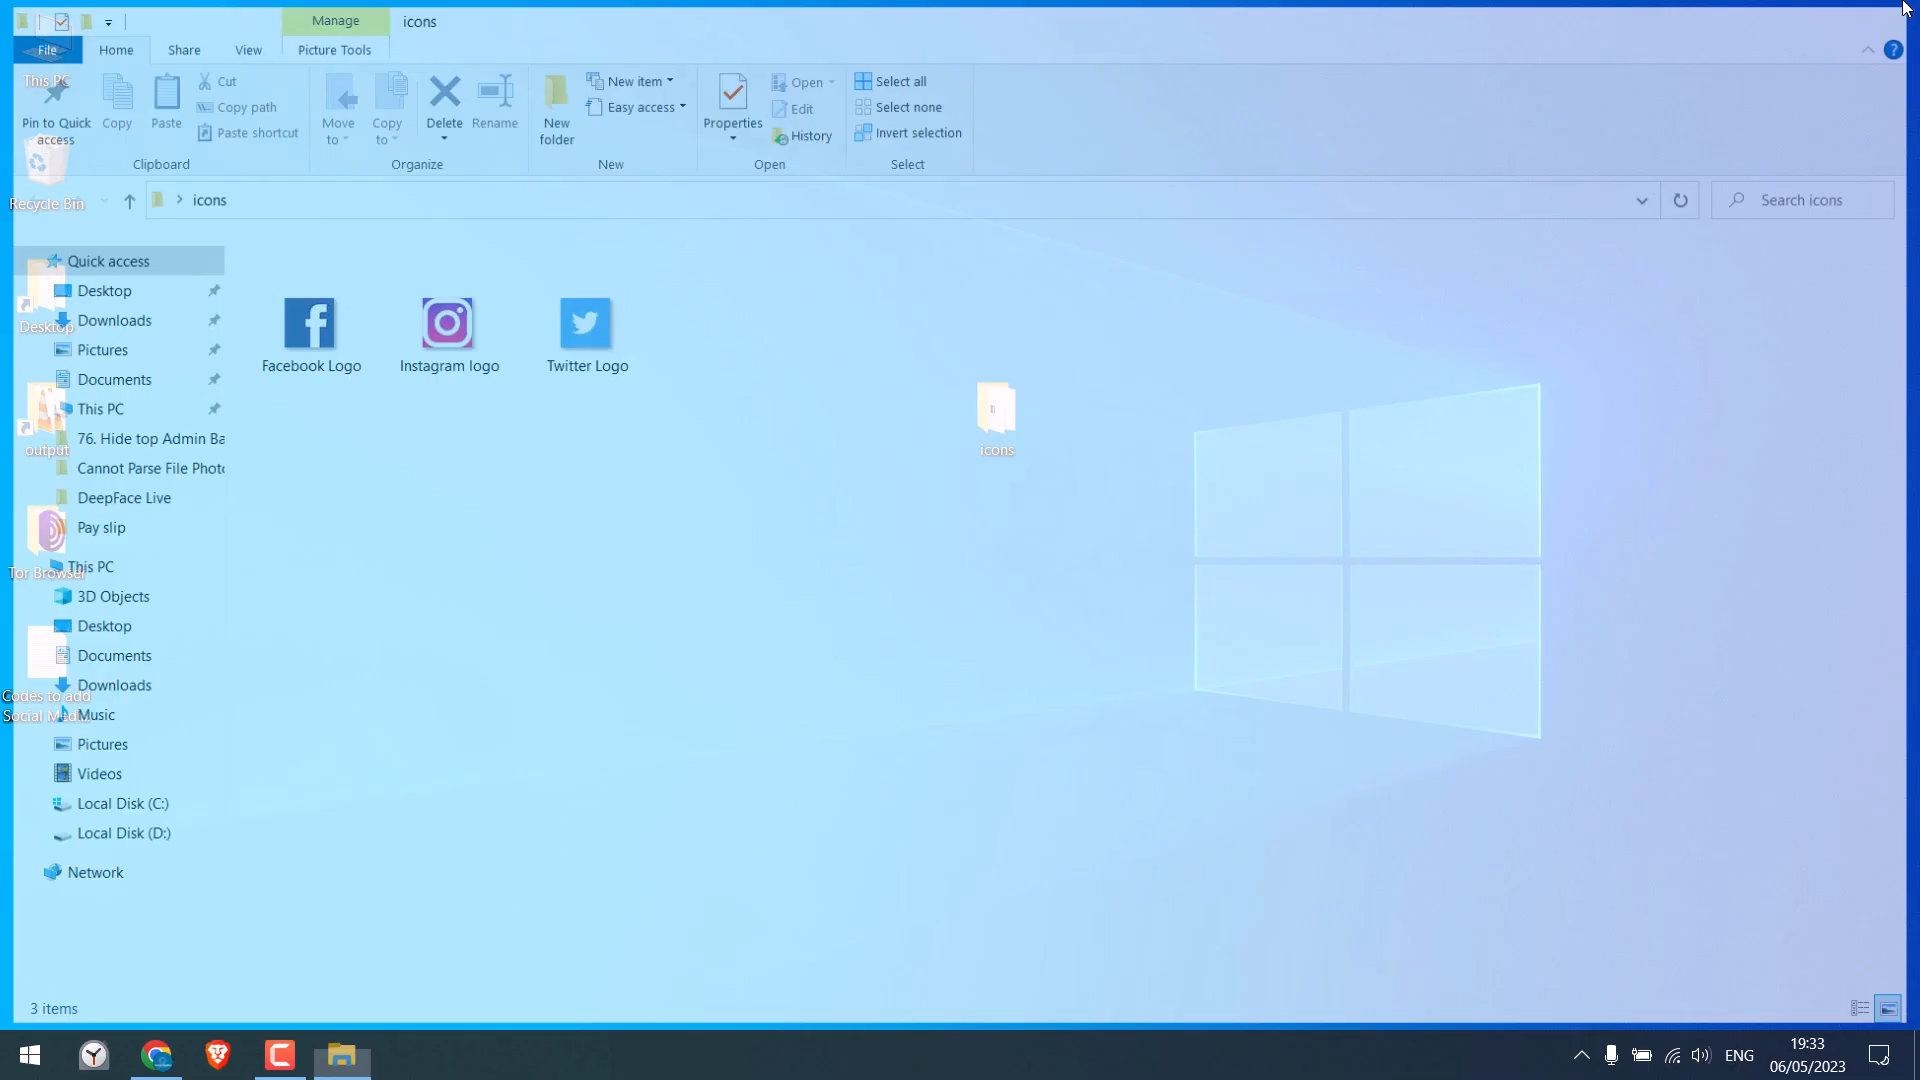 Manage
icons
File
Home
Share
View
Picture Tools
This PC
Pin to Quick
access
Copy
Paste
Cut
Copy path
Paste shortcut
Clipboard
Move
to
Copy
to
Delete
Rename
Organize
New
folder
New item
Easy access
New
Properties
Open
Edit
History
Open
Select all
Select none
Invert selection
Select
Recycle Bin
icons
Search icons
Quick access
Desktop
Downloads
Desktop
Pictures
Documents
This PC
76. Hide top Admin Ba
output
Cannot Parse File Phot
DeepFace Live
Pay slip
Tor Browser
This PC
3D Objects
Desktop
Documents
Downloads
Codes to add
Social Medi...
Music
Pictures
Videos
Local Disk (C:)
Local Disk (D:)
Network
Facebook Logo
Instagram logo
Twitter Logo
icons
3 items
ENG
19:33
06/05/2023